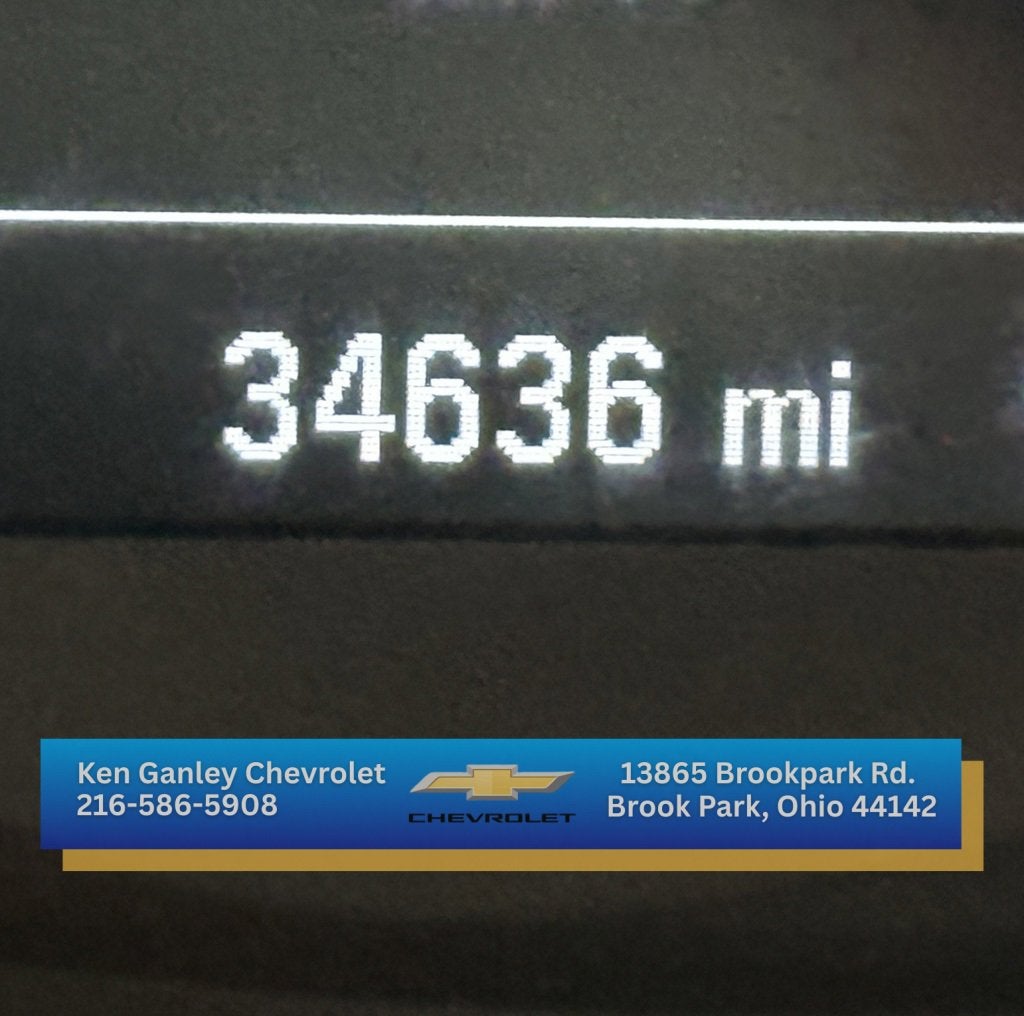 34636 mi
Ken Ganley Chevrolet
216-586-5908
CHEVROLET
13865 Brookpark Rd.
Brook Park, Ohio 44142